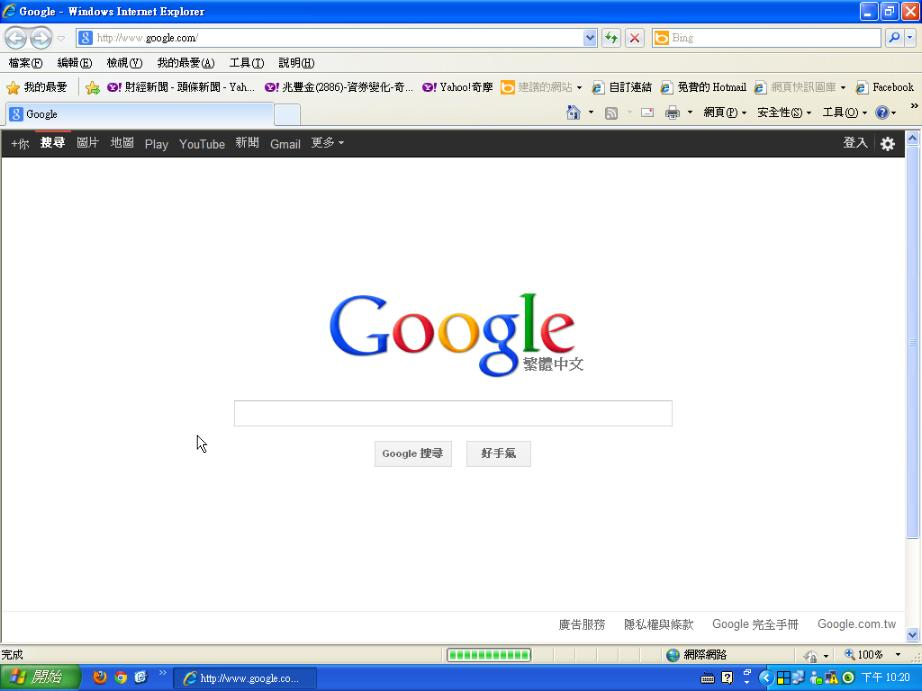 Google - Windows Internet Explorer
http://www.google.com/
Bing
檔案(F) 編輯(E) 檢視(V) 我的最愛(A) 工具(T) 說明(H)
我的最愛 財經新聞 - 頭條新聞 - Yah... 兆豐金(2886)-資券變化-奇... Yahoo!奇摩 建議的網站 自訂連結 免費的 Hotmail 網頁快訊圖庫 Facebook
Google
網頁(P) 安全性(S) 工具(O)
+你 搜尋 圖片 地圖 Play YouTube 新聞 Gmail 更多
登入
Google
繁體中文
Google 搜尋 好手氣
廣告服務 隱私權與條款 Google 完全手冊 Google.com.tw
完成
網際網路
100%
開始
http://www.google.co...
下午 10:20